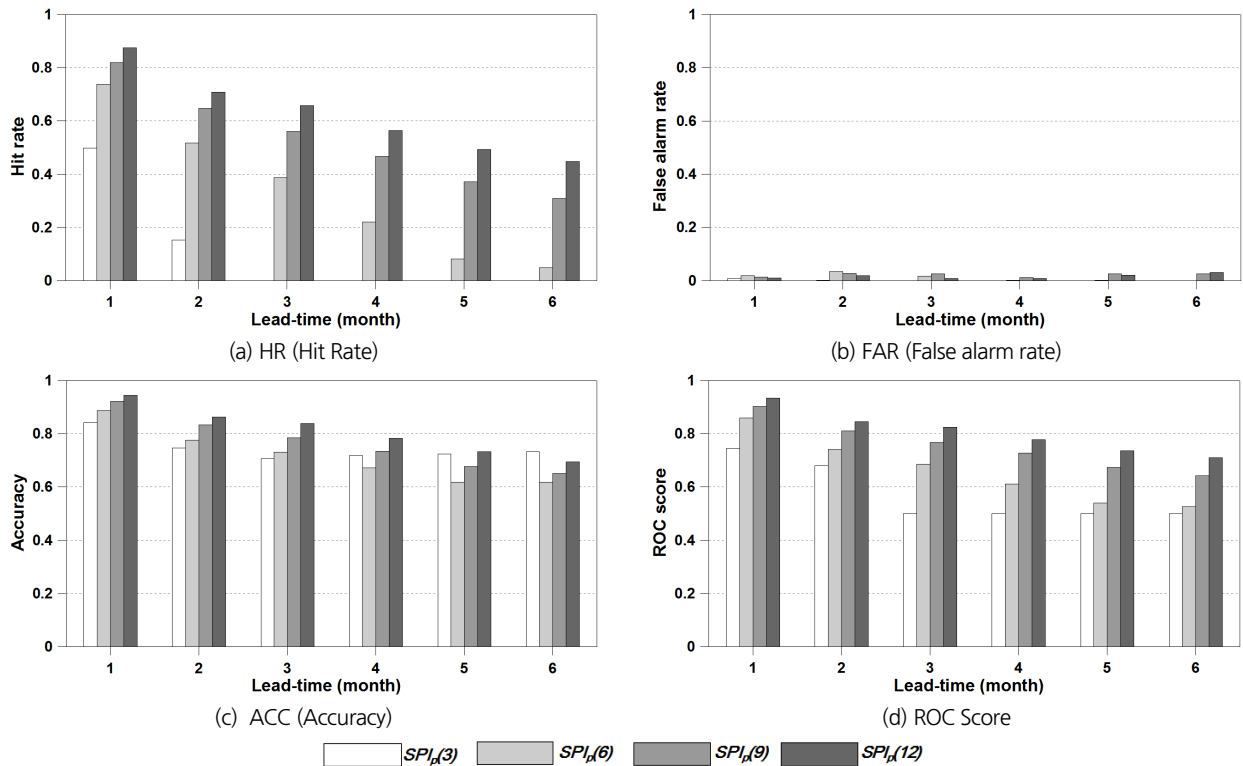 1
0.8
0.6
0.4
0.2
0
Hit rate
1 2 3 4 5 6
Lead-time (month)
(a) HR (Hit Rate)
1
0.8
0.6
0.4
0.2
0
False alarm rate
1 2 3 4 5 6
Lead-time (month)
(b) FAR (False alarm rate)
1
0.8
0.6
0.4
0.2
0
Accuracy
1 2 3 4 5 6
Lead-time (month)
(c) ACC (Accuracy)
1
0.8
0.6
0.4
0.2
0
ROC score
1 2 3 4 5 6
Lead-time (month)
(d) ROC Score
SPIp(3) SPIp(6) SPIp(9) SPIp(12)